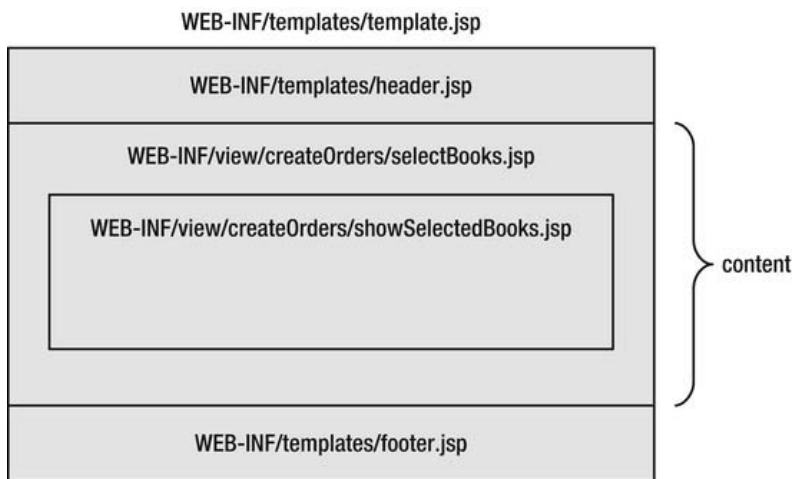 WEB-INF/templates/template.jsp
WEB-INF/templates/header.jsp
WEB-INF/view/createOrders/selectBooks.jsp
WEB-INF/view/createOrders/showSelectedBooks.jsp
content
WEB-INF/templates/footer.jsp